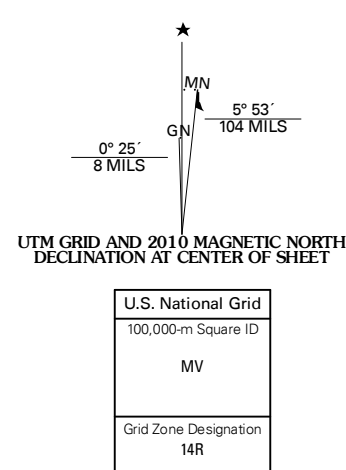 MN
GN
5° 53´
104 MILS
0° 25´
8 MILS
UTM GRID AND 2010 MAGNETIC NORTH
DECLINATION AT CENTER OF SHEET
U.S. National Grid
100,000-m Square ID
MV
Grid Zone Designation
14R